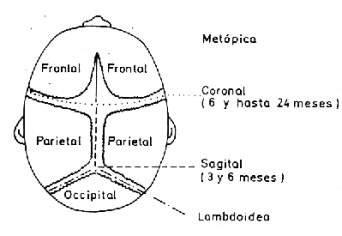 Metópica
Frontal
Frontal
Coronal
(6 y hasta 24 meses)
Parietal
Parietal
Sagital
(3 y 6 meses)
Occipital
Lambdoidea